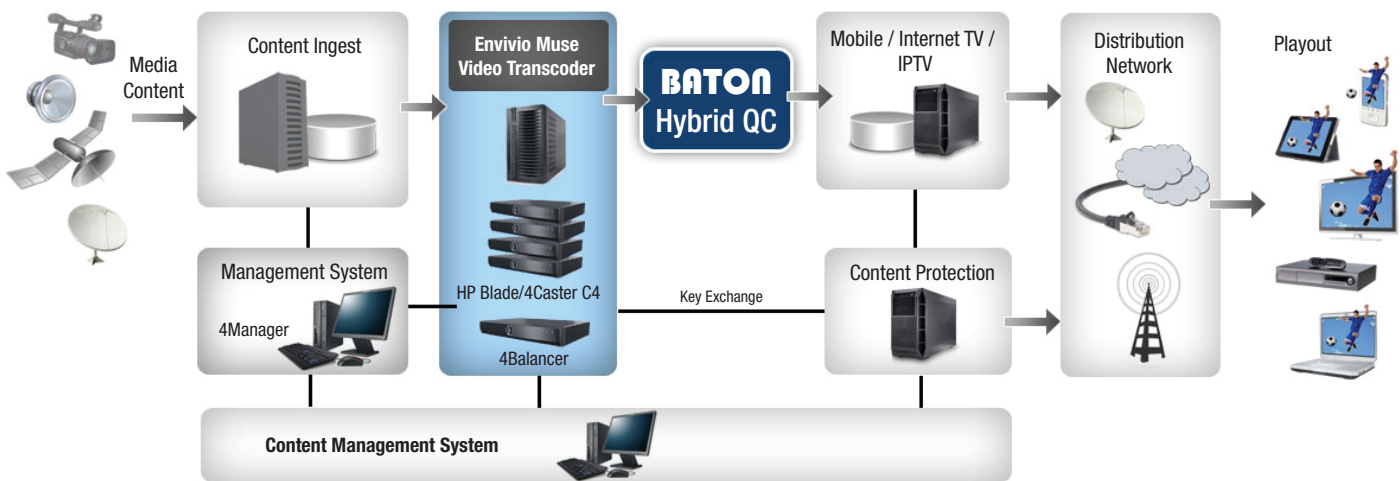 Media
Content
Content Ingest
Envivio Muse
Video Transcoder
BATON
Hybrid QC
Mobile / Internet TV /
IPTV
Distribution
Network
Playout
Management System
4Manager
HP Blade/4Caster C4
4Balancer
Key Exchange
Content Protection
Content Management System